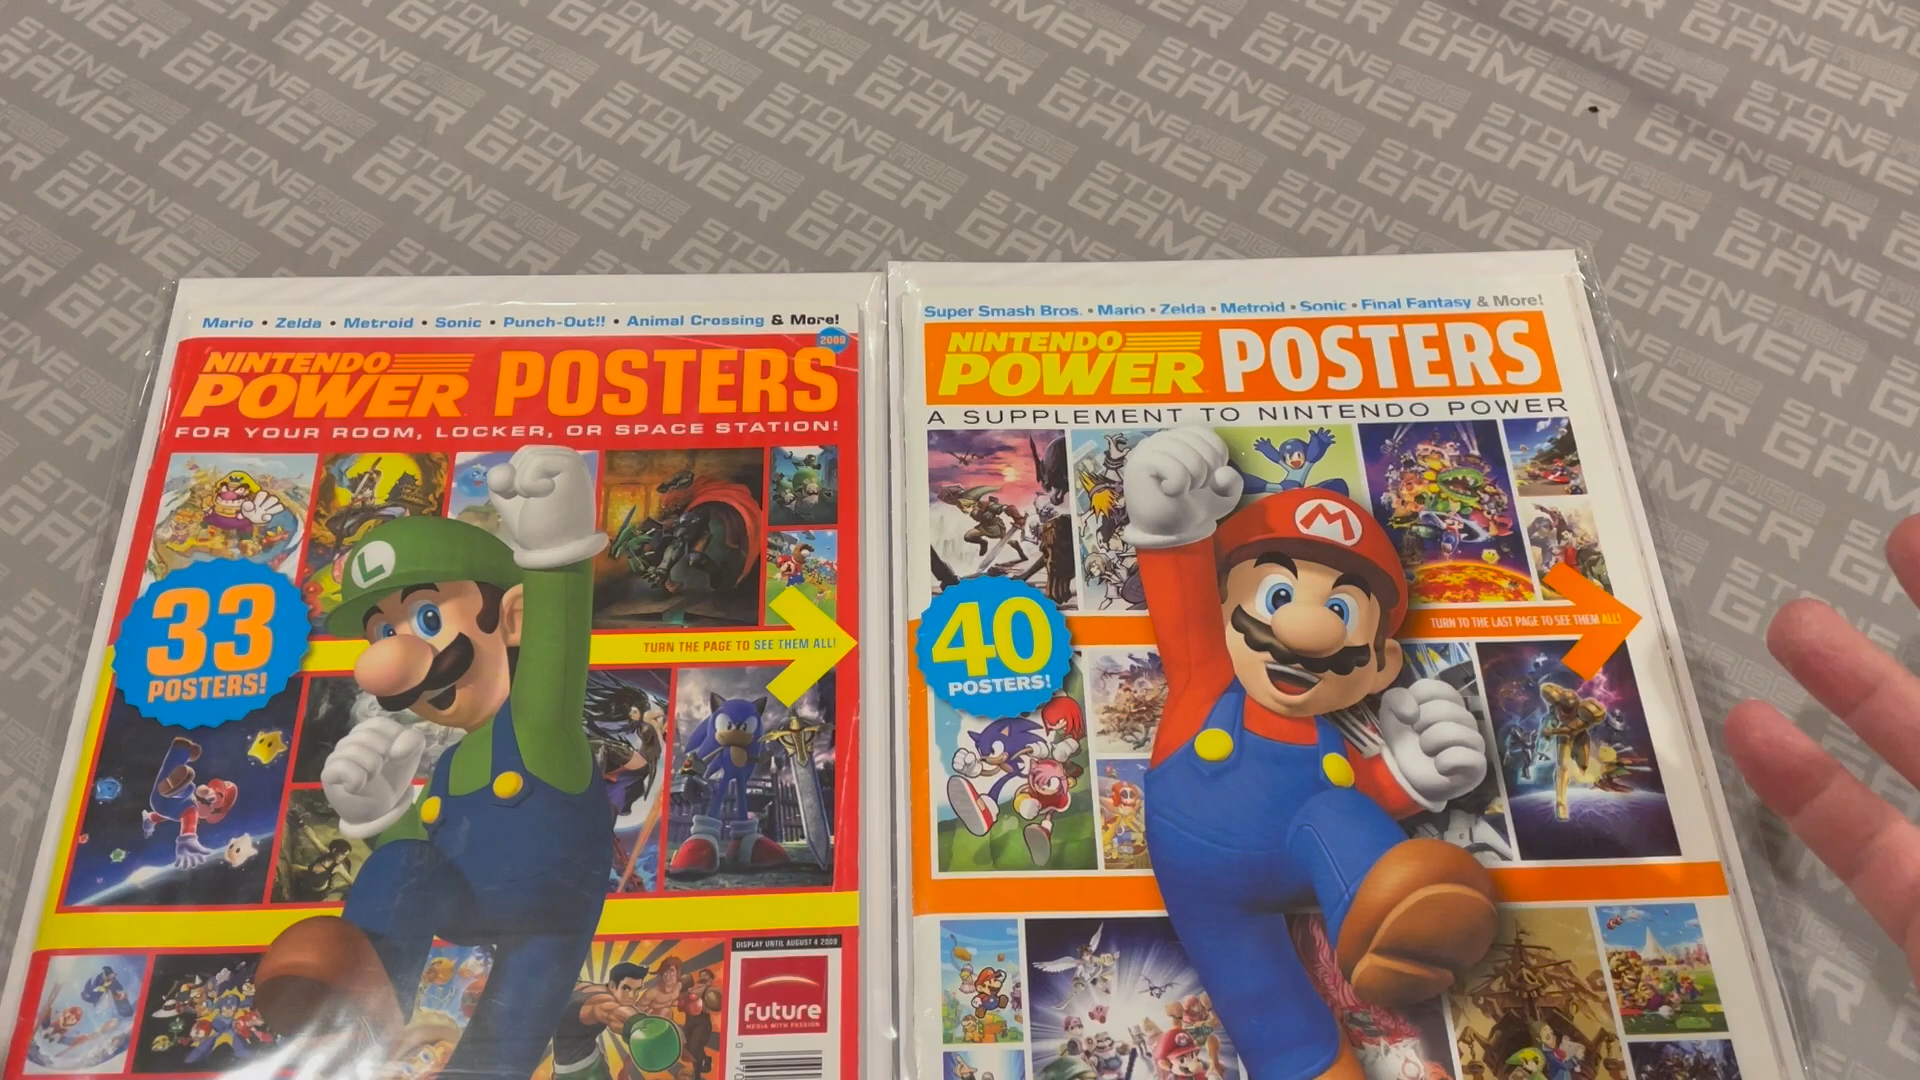 STONE AGE GAMER
Mario • Zelda • Metroid • Sonic • Punch-Out!! • Animal Crossing & More!
2009
NINTENDO POWER POSTERS
FOR YOUR ROOM, LOCKER, OR SPACE STATION!
L
33
POSTERS!
TURN THE PAGE TO SEE THEM ALL!
DISPLAY UNTIL AUGUST 4 2009
Future
MEDIA WITH PASSION
Super Smash Bros. • Mario • Zelda • Metroid • Sonic • Final Fantasy & More!
NINTENDO POWER POSTERS
A SUPPLEMENT TO NINTENDO POWER
M
40
POSTERS!
TURN TO THE LAST PAGE TO SEE THEM ALL!